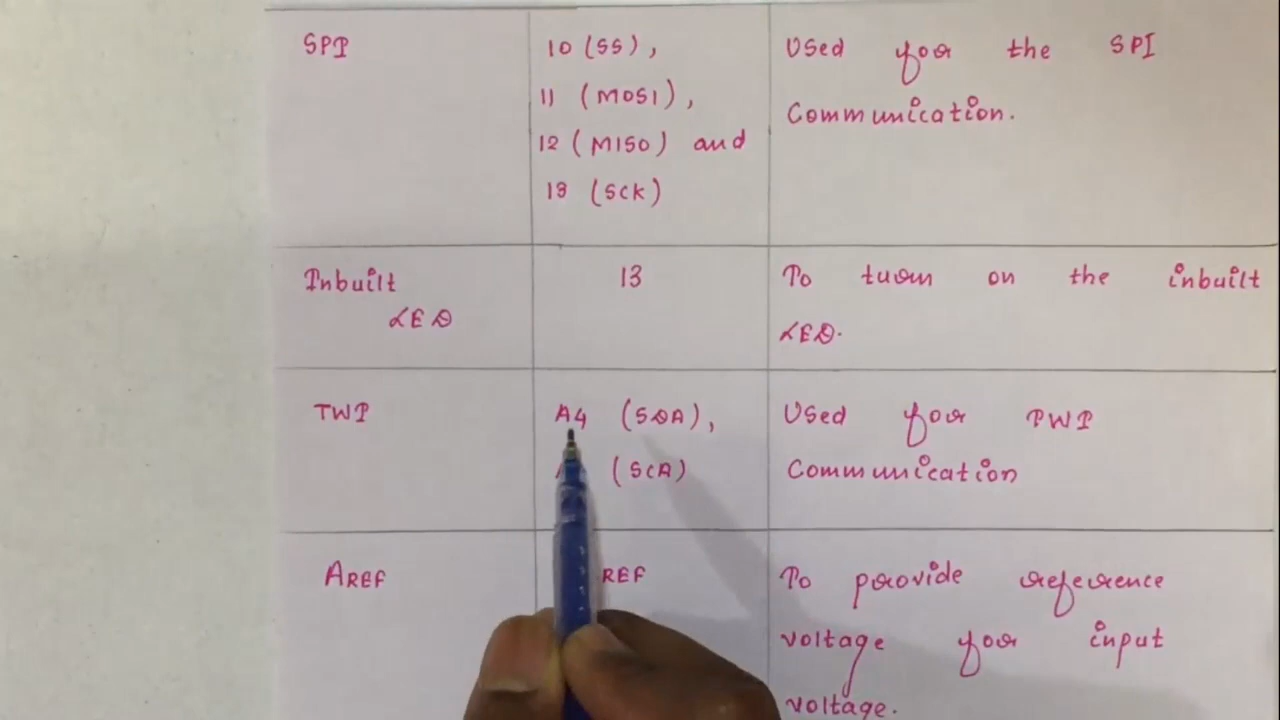 SPI
10 (SS),
11 (MOSI),
12 (MISO) and
13 (SCK)
Used for the SPI
Communication.
Inbuilt
LED
13
To turn on the inbuilt
LED.
TWI
A4 (SDA),
(SCA)
Used for TWI
Communication
AREF
REF
To provide reference
voltage for input
voltage.